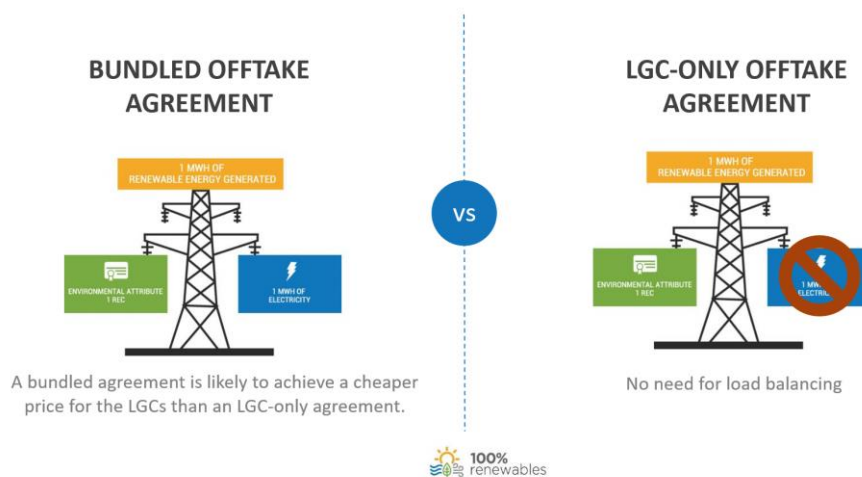 BUNDLED OFFTAKE
AGREEMENT
1 MWH OF
RENEWABLE ENERGY GENERATED
ENVIRONMENTAL ATTRIBUTE
1 REC
1 MWH OF
ELECTRICITY
A bundled agreement is likely to achieve a cheaper
price for the LGCs than an LGC-only agreement.
VS
LGC-ONLY OFFTAKE
AGREEMENT
1 MWH OF
RENEWABLE ENERGY GENERATED
ENVIRONMENTAL ATTRIBUTE
1 REC
1 MWH
No need for load balancing
100%
renewables